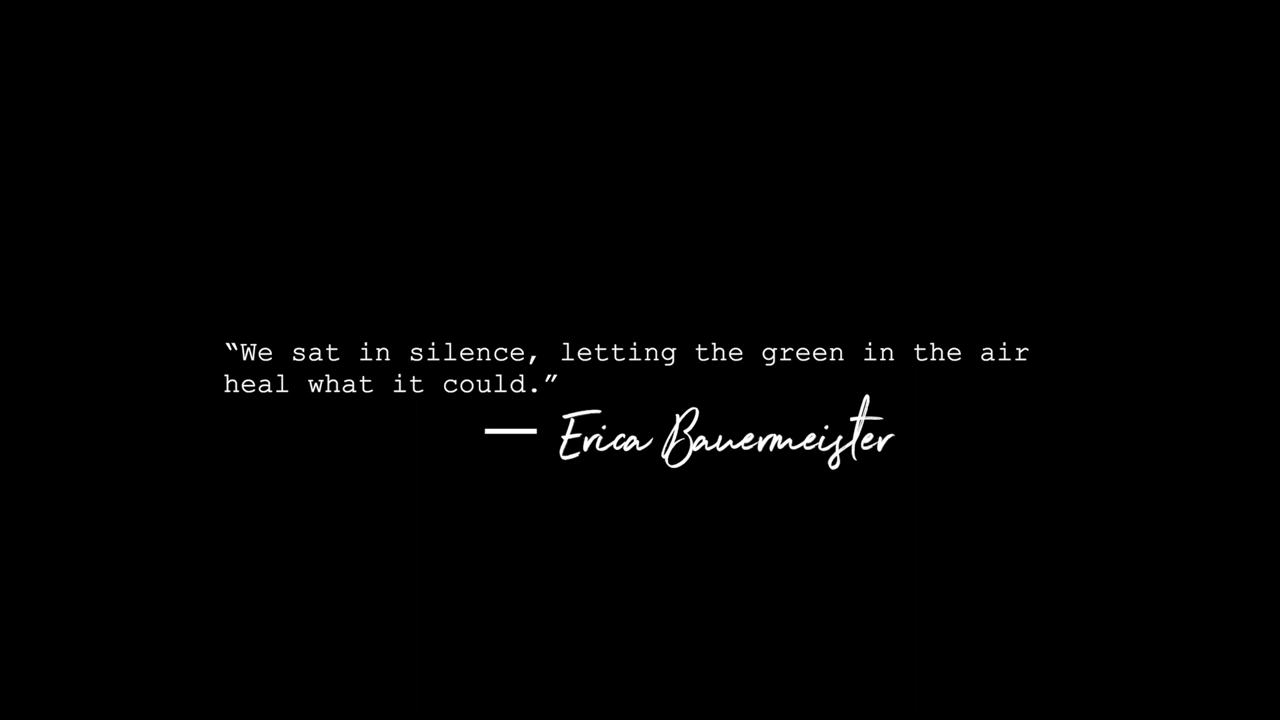 “We sat in silence, letting the green in the air
heal what it could.”
— Erica Bauermeister